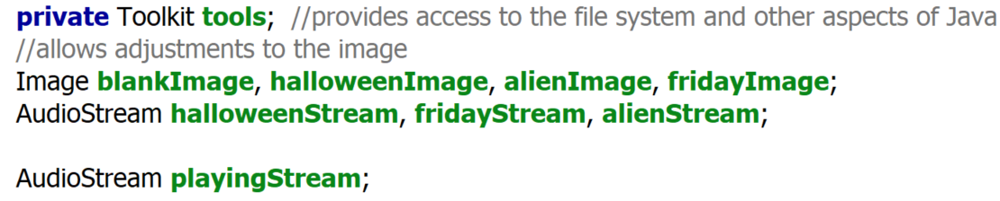 private Toolkit tools; //provides access to the file system and other aspects of Java
//allows adjustments to the image
Image blankImage, halloweenImage, alienImage, fridayImage;
AudioStream halloweenStream, fridayStream, alienStream;
AudioStream playingStream;